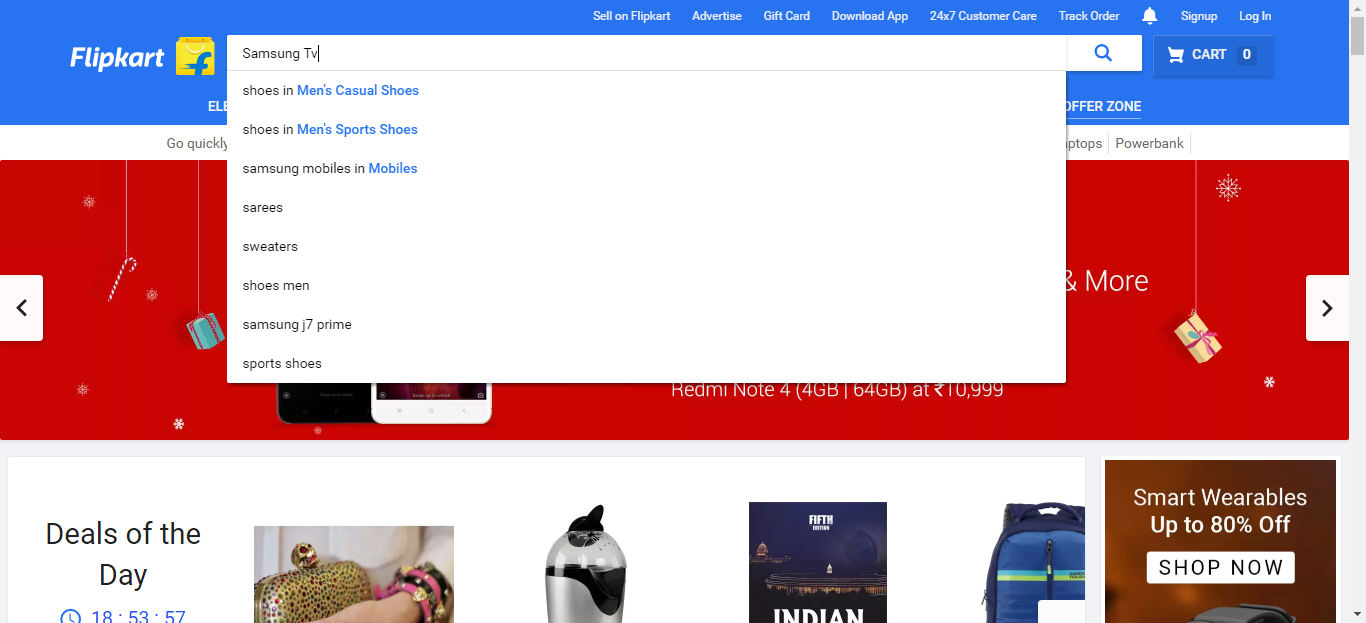 Sell on Flipkart Advertise Gift Card Download App 24x7 Customer Care Track Order Signup Log In
Flipkart
Samsung Tv
CART 0
OFFER ZONE
shoes in Men's Casual Shoes
shoes in Men's Sports Shoes
samsung mobiles in Mobiles
sarees
sweaters
shoes men
samsung j7 prime
sports shoes
Go quickly
Powerbank
& More
Redmi Note 4 (4GB | 64GB) at ₹10,999
Deals of the
Day
18 : 53 : 57
FIFTH
EDITION
INDIAN
Smart Wearables
Up to 80% Off
SHOP NOW